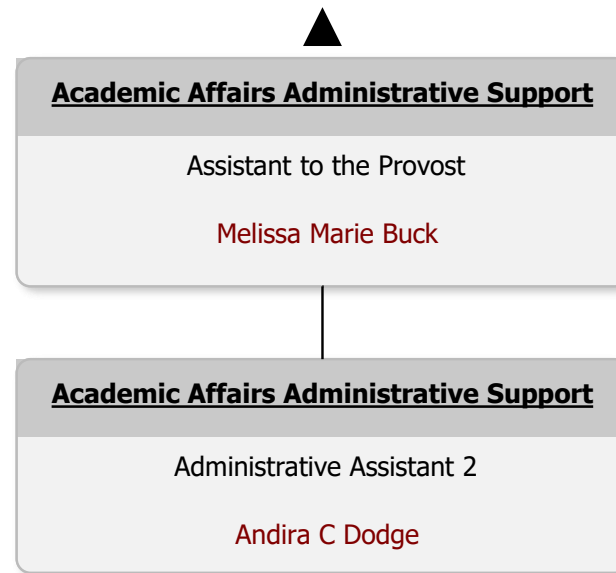 Academic Affairs Administrative Support
Assistant to the Provost
Melissa Marie Buck
Academic Affairs Administrative Support
Administrative Assistant 2
Andira C Dodge